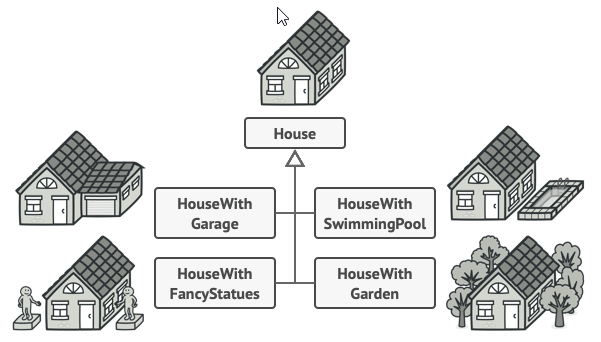 House
HouseWith
Garage
HouseWith
SwimmingPool
HouseWith
FancyStatues
HouseWith
Garden